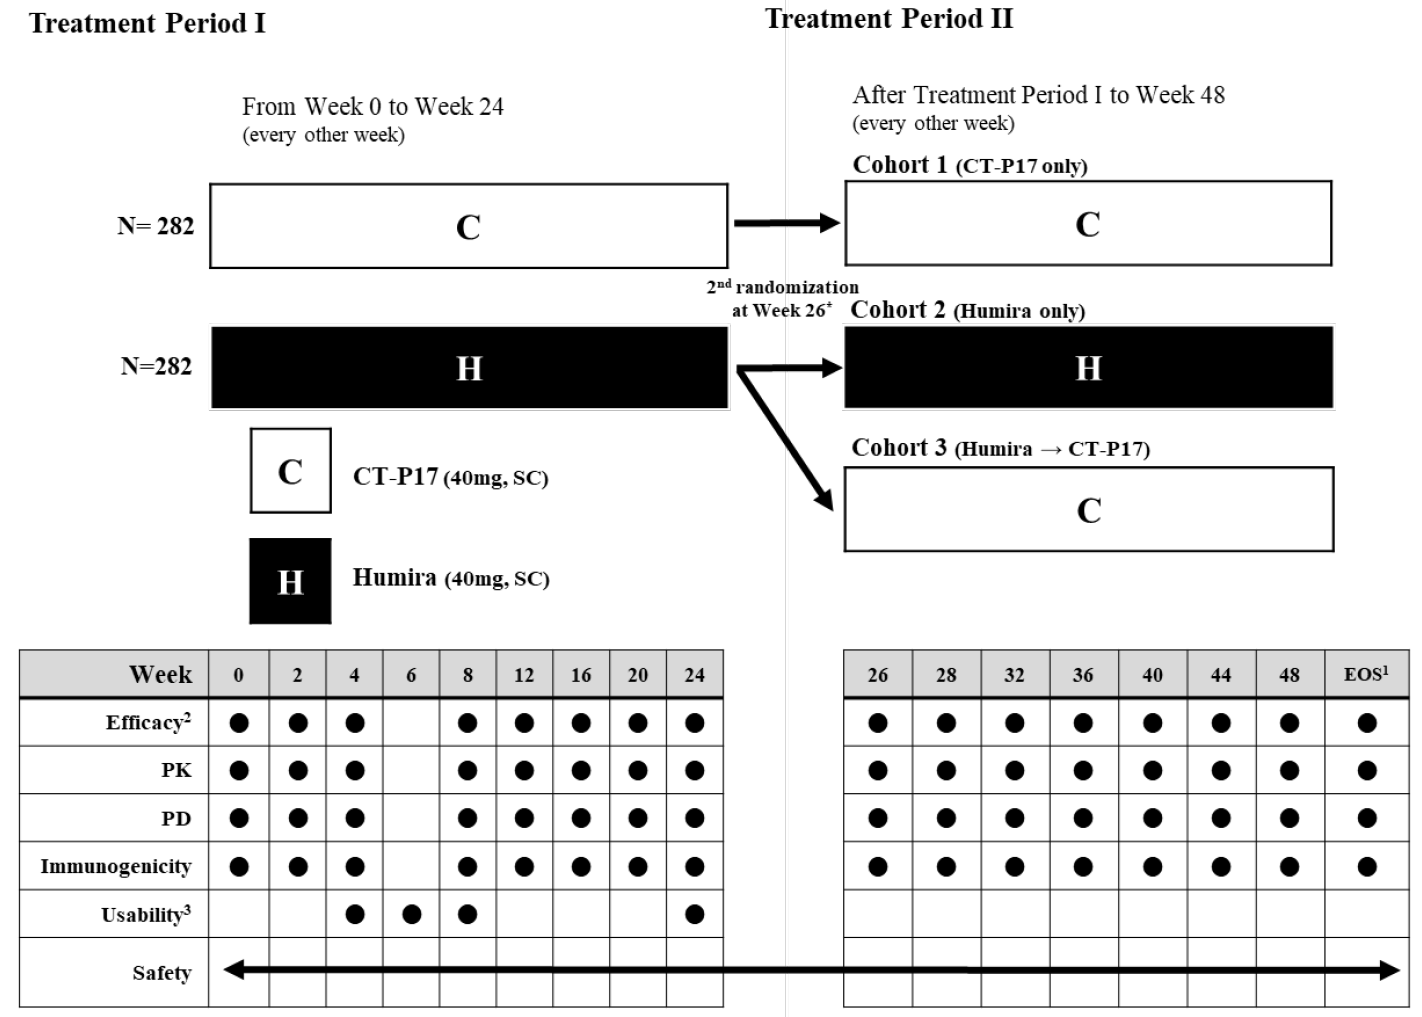 Treatment Period I
Treatment Period II
From Week 0 to Week 24
(every other week)
After Treatment Period I to Week 48
(every other week)
Cohort 1 (CT-P17 only)
N= 282
C
C
2nd randomization
at Week 26*
Cohort 2 (Humira only)
N=282
H
H
Cohort 3 (Humira → CT-P17)
C
C
CT-P17 (40mg, SC)
H
Humira (40mg, SC)
Week 0 2 4 6 8 12 16 20 24 26 28 32 36 40 44 48 EOS1
Efficacy2
PK
PD
Immunogenicity
Usability3
Safety